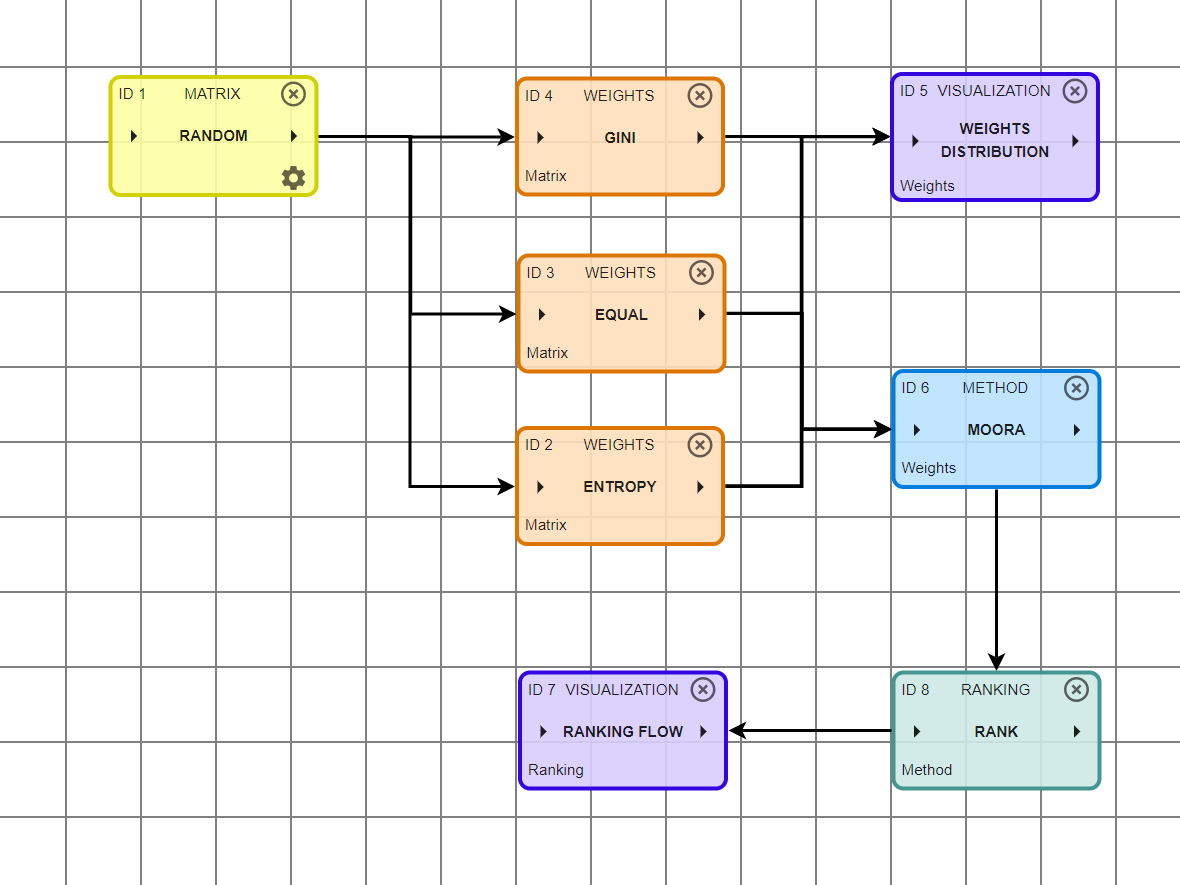 ID 1 MATRIX
RANDOM
ID 4 WEIGHTS
GINI
Matrix
ID 5 VISUALIZATION
WEIGHTS
DISTRIBUTION
Weights
ID 3 WEIGHTS
EQUAL
Matrix
ID 6 METHOD
MOORA
Weights
ID 2 WEIGHTS
ENTROPY
Matrix
ID 7 VISUALIZATION
RANKING FLOW
Ranking
ID 8 RANKING
RANK
Method